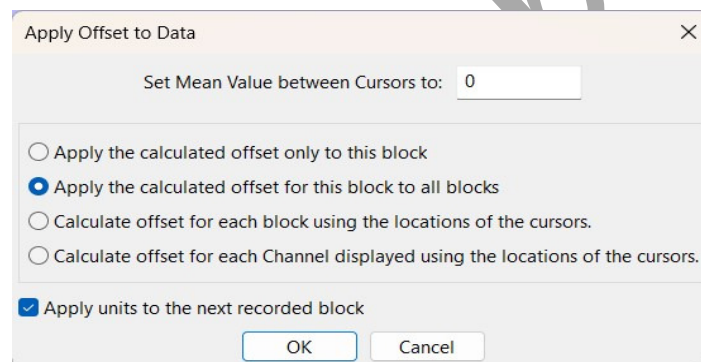 Apply Offset to Data
Set Mean Value between Cursors to: 0
Apply the calculated offset only to this block
Apply the calculated offset for this block to all blocks
Calculate offset for each block using the locations of the cursors.
Calculate offset for each Channel displayed using the locations of the cursors.
Apply units to the next recorded block
OK Cancel